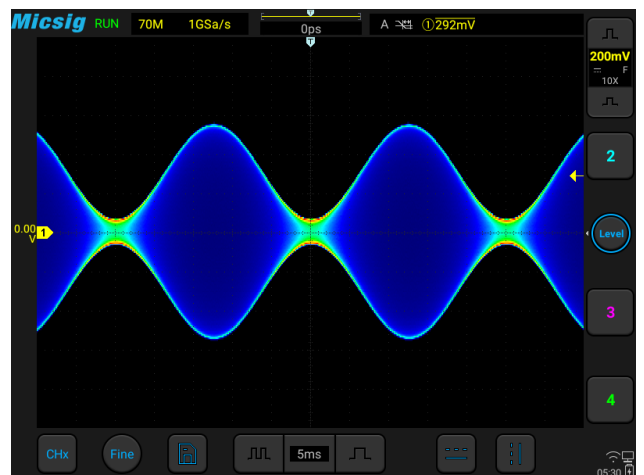 Micsig RUN 70M 1GSa/s 0ps A ①292mV
T
T
200mV
F
10X
2
0.00
V
1
Level
3
4
CHx Fine 5ms
05:30